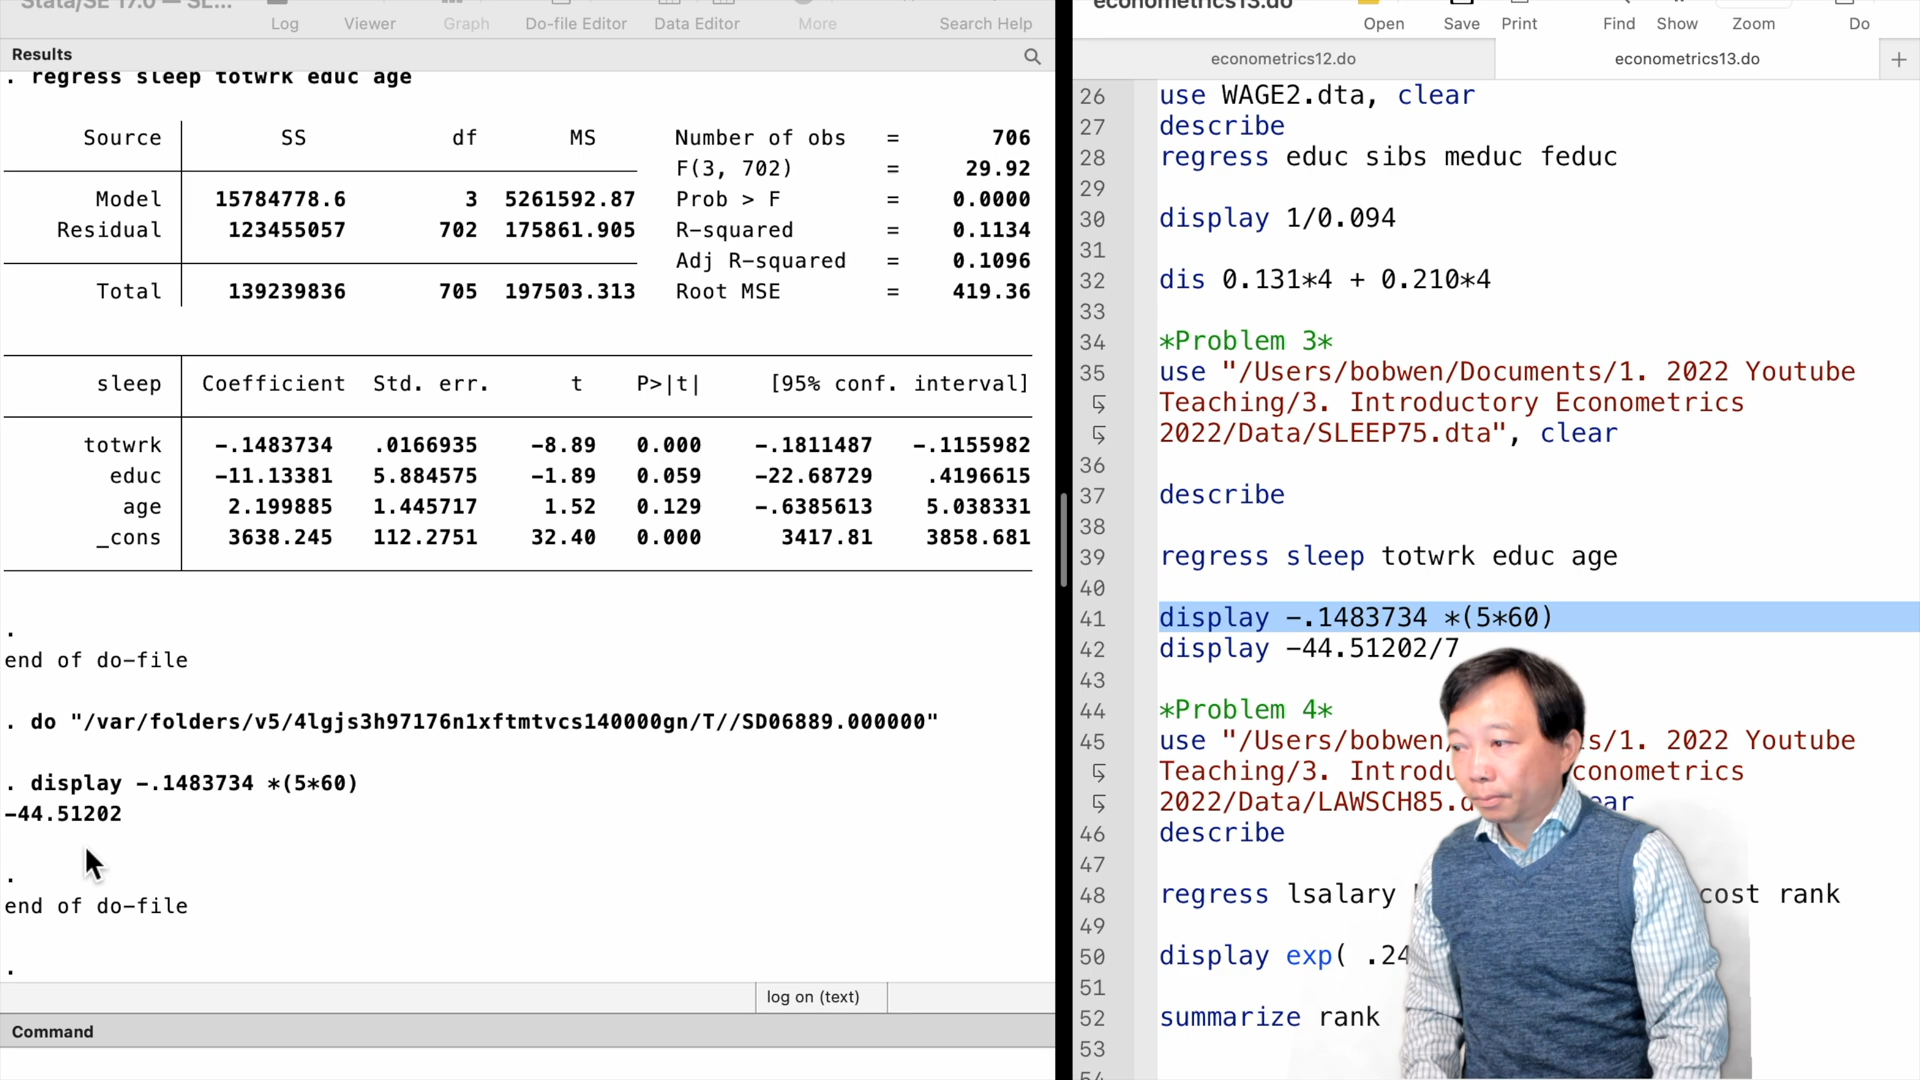 Stata/SE 17.0 — SL...
Log Viewer Graph Do-file Editor Data Editor More Search Help
Results
. regress sleep totwrk educ age
Source SS df MS Number of obs = 706
F(3, 702) = 29.92
Model 15784778.6 3 5261592.87 Prob > F = 0.0000
Residual 123455057 702 175861.905 R-squared = 0.1134
Adj R-squared = 0.1096
Total 139239836 705 197503.313 Root MSE = 419.36
sleep Coefficient Std. err. t P>|t| [95% conf. interval]
totwrk -.1483734 .0166935 -8.89 0.000 -.1811487 -.1155982
educ -11.13381 5.884575 -1.89 0.059 -22.68729 .4196615
age 2.199885 1.445717 1.52 0.129 -.6385613 5.038331
_cons 3638.245 112.2751 32.40 0.000 3417.81 3858.681
.
end of do-file
. do "/var/folders/v5/4lgjs3h97176n1xftmtvcs140000gn/T//SD06889.000000"
. display -.1483734 *(5*60)
-44.51202
.
end of do-file
.
log on (text)
Command
econometrics13.do
Open Save Print Find Show Zoom Do
econometrics12.do econometrics13.do +
26 use WAGE2.dta, clear
27 describe
28 regress educ sibs meduc feduc
29
30 display 1/0.094
31
32 dis 0.131*4 + 0.210*4
33
34 *Problem 3*
35 use "/Users/bobwen/Documents/1. 2022 Youtube
Teaching/3. Introductory Econometrics
2022/Data/SLEEP75.dta", clear
36
37 describe
38
39 regress sleep totwrk educ age
40
41 display -.1483734 *(5*60)
42 display -44.51202/7
43
44 *Problem 4*
45 use "/Users/bobwen/ s/1. 2022 Youtube
Teaching/3. Introdu conometrics
2022/Data/LAWSCH85.d ear
46 describe
47
48 regress lsalary cost rank
49
50 display exp( .24
51
52 summarize rank
53
54